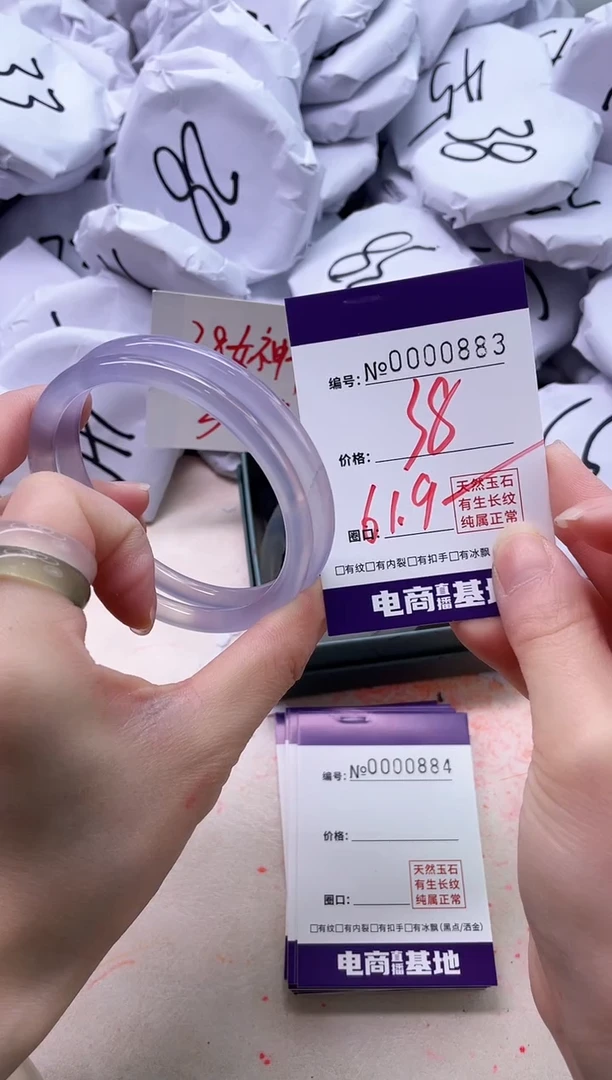 33
38
38
38女神
编号: №0000883
38
价格:
61.9
圈口:
天然玉石
有生长纹
纯属正常
□有纹□有内裂□有扣手□有冰飘
电商直播基地
编号: №0000884
价格:
圈口:
天然玉石
有生长纹
纯属正常
□有纹□有内裂□有扣手□有冰飘(黑点/洒金)
电商直播基地